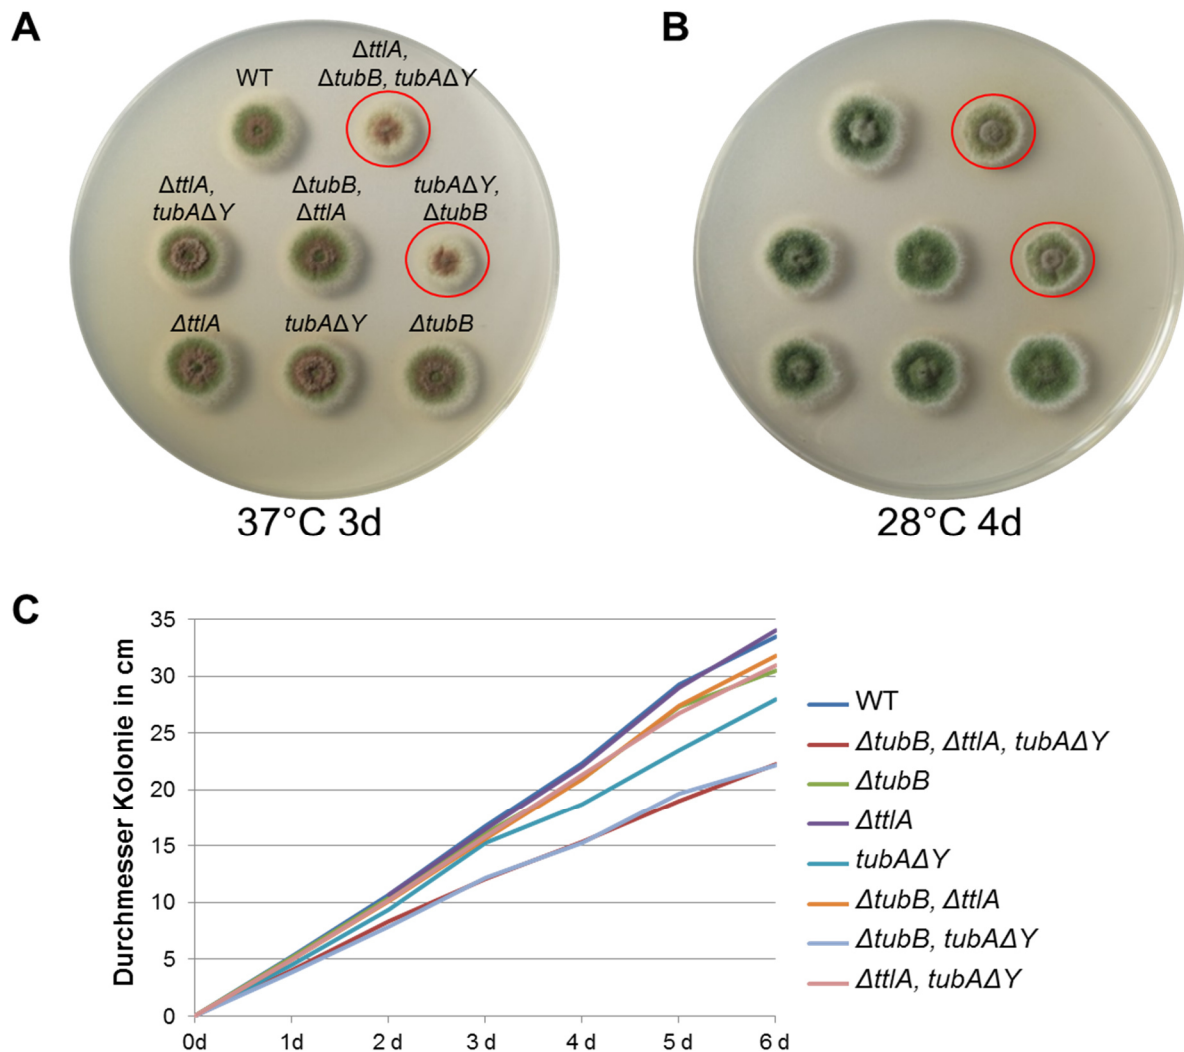 A
B
WT
ΔttlA,
ΔtubB, tubAΔY
ΔttlA,
tubAΔY
ΔtubB,
ΔttlA
tubAΔY,
ΔtubB
ΔttlA
tubAΔY
ΔtubB
37°C 3d
28°C 4d
C
Durchmesser Kolonie in cm
35
30
25
20
15
10
5
0
0d
1d
2 d
3 d
4 d
5 d
6 d
WT
ΔtubB, ΔttlA, tubAΔY
ΔtubB
ΔttlA
tubAΔY
ΔtubB, ΔttlA
ΔtubB, tubAΔY
ΔttlA, tubAΔY